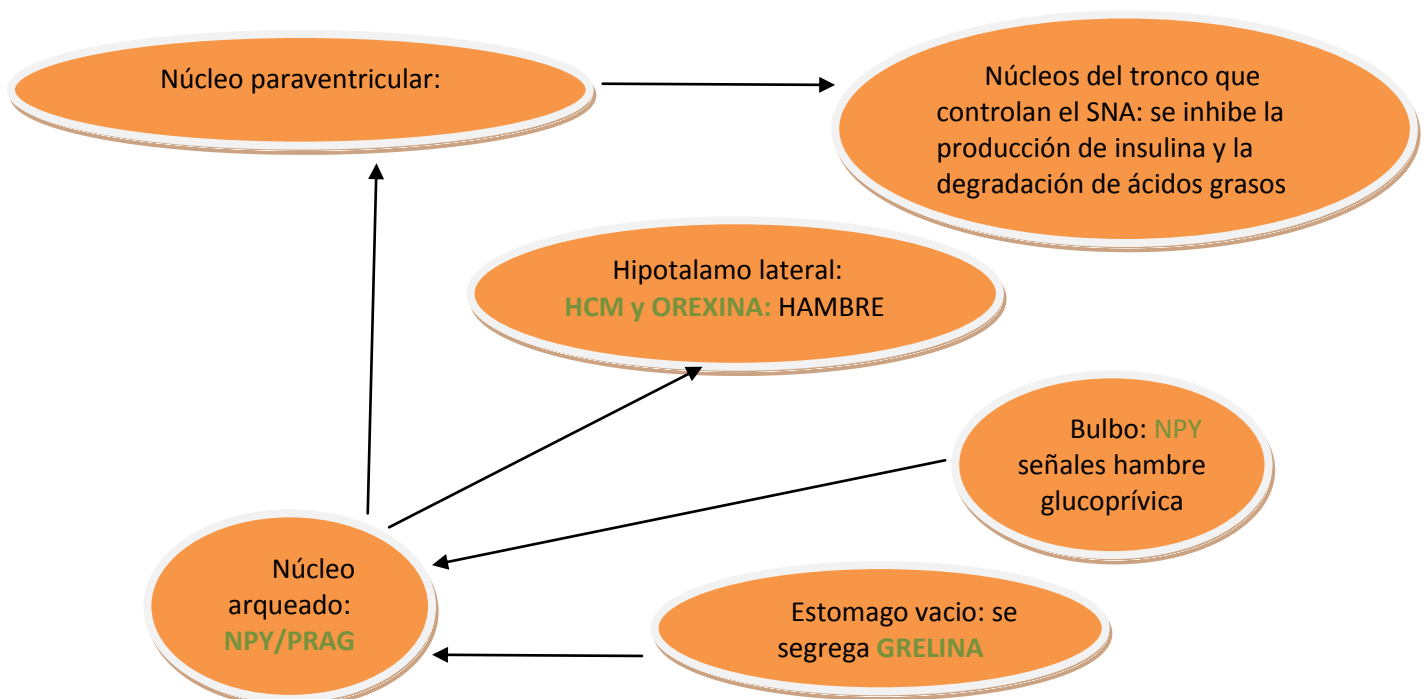 Núcleo paraventricular:
Núcleos del tronco que
controlan el SNA: se inhibe la
producción de insulina y la
degradación de ácidos grasos
Hipotalamo lateral:
HCM y OREXINA: HAMBRE
Bulbo: NPY
señales hambre
glucoprívica
Núcleo
arqueado:
NPY/PRAG
Estomago vacio: se
segrega GRELINA